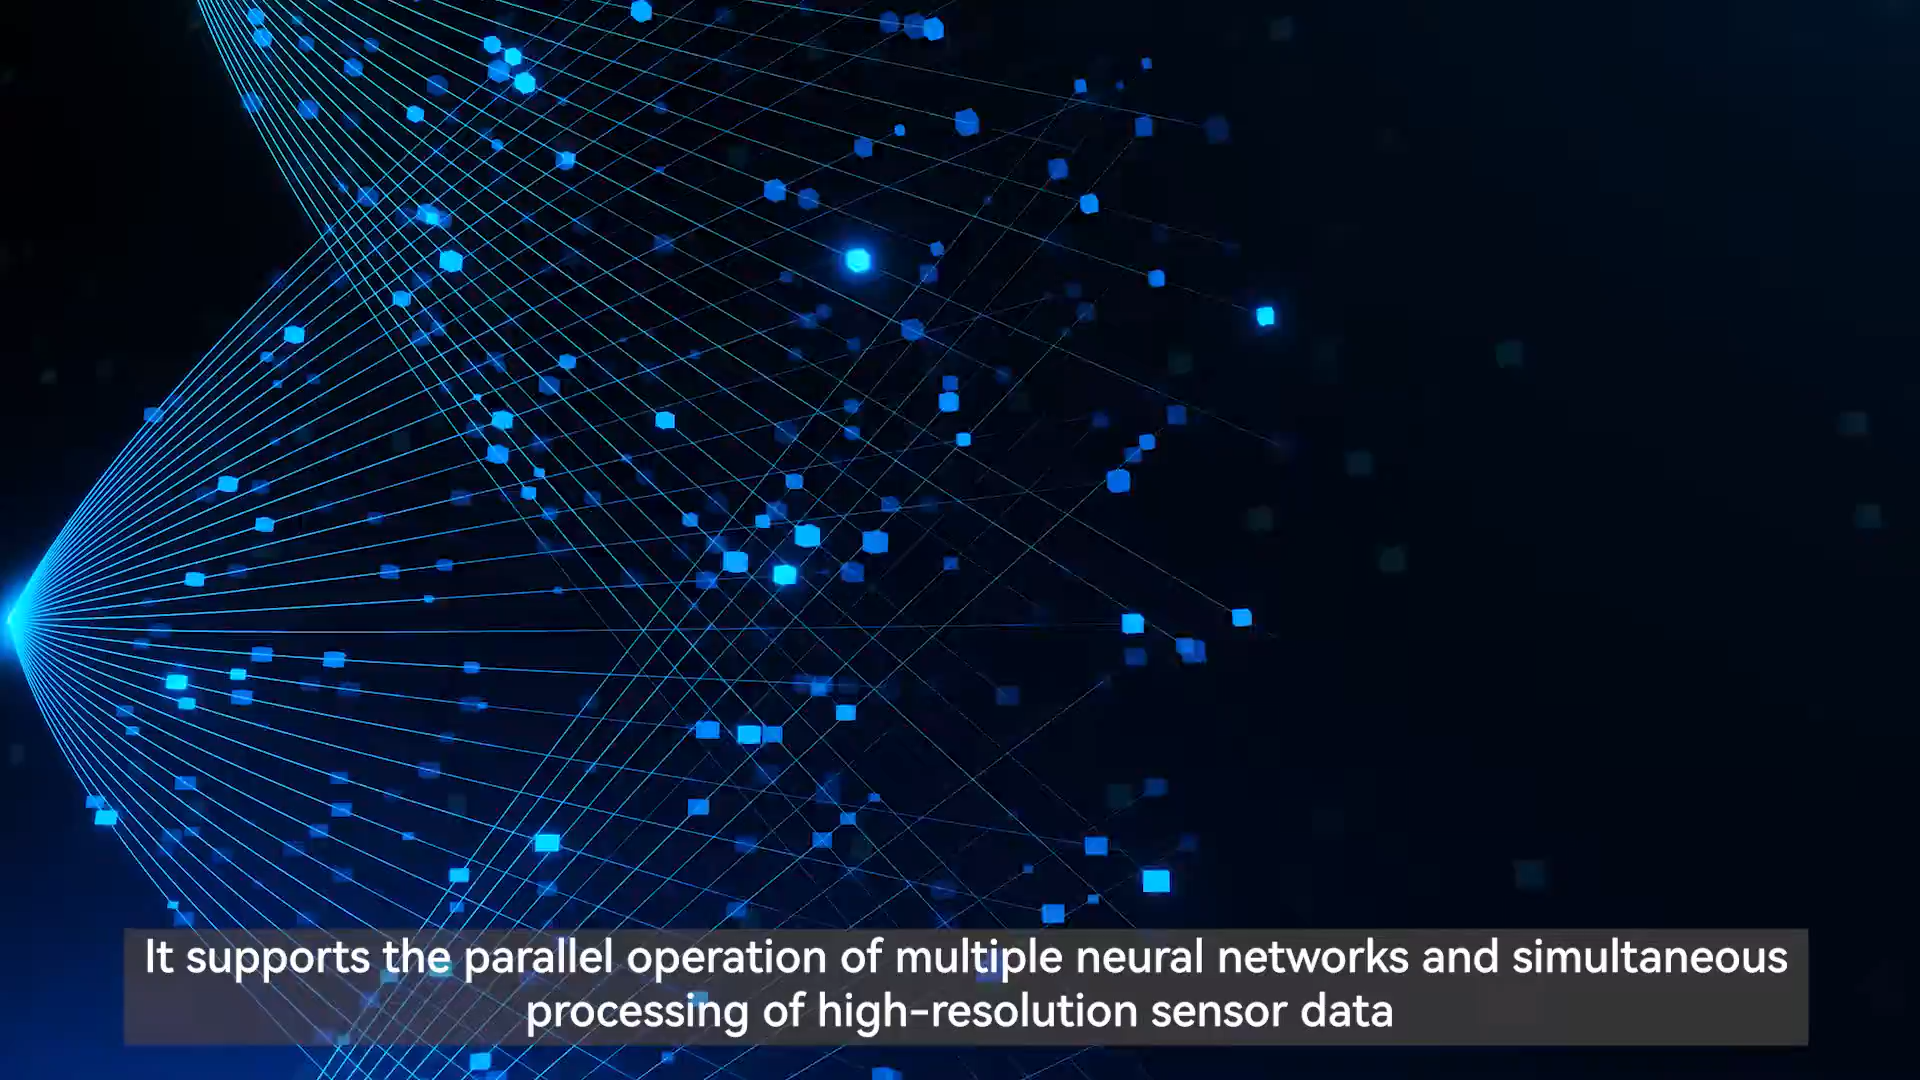 It supports the parallel operation of multiple neural networks and simultaneous
processing of high-resolution sensor data